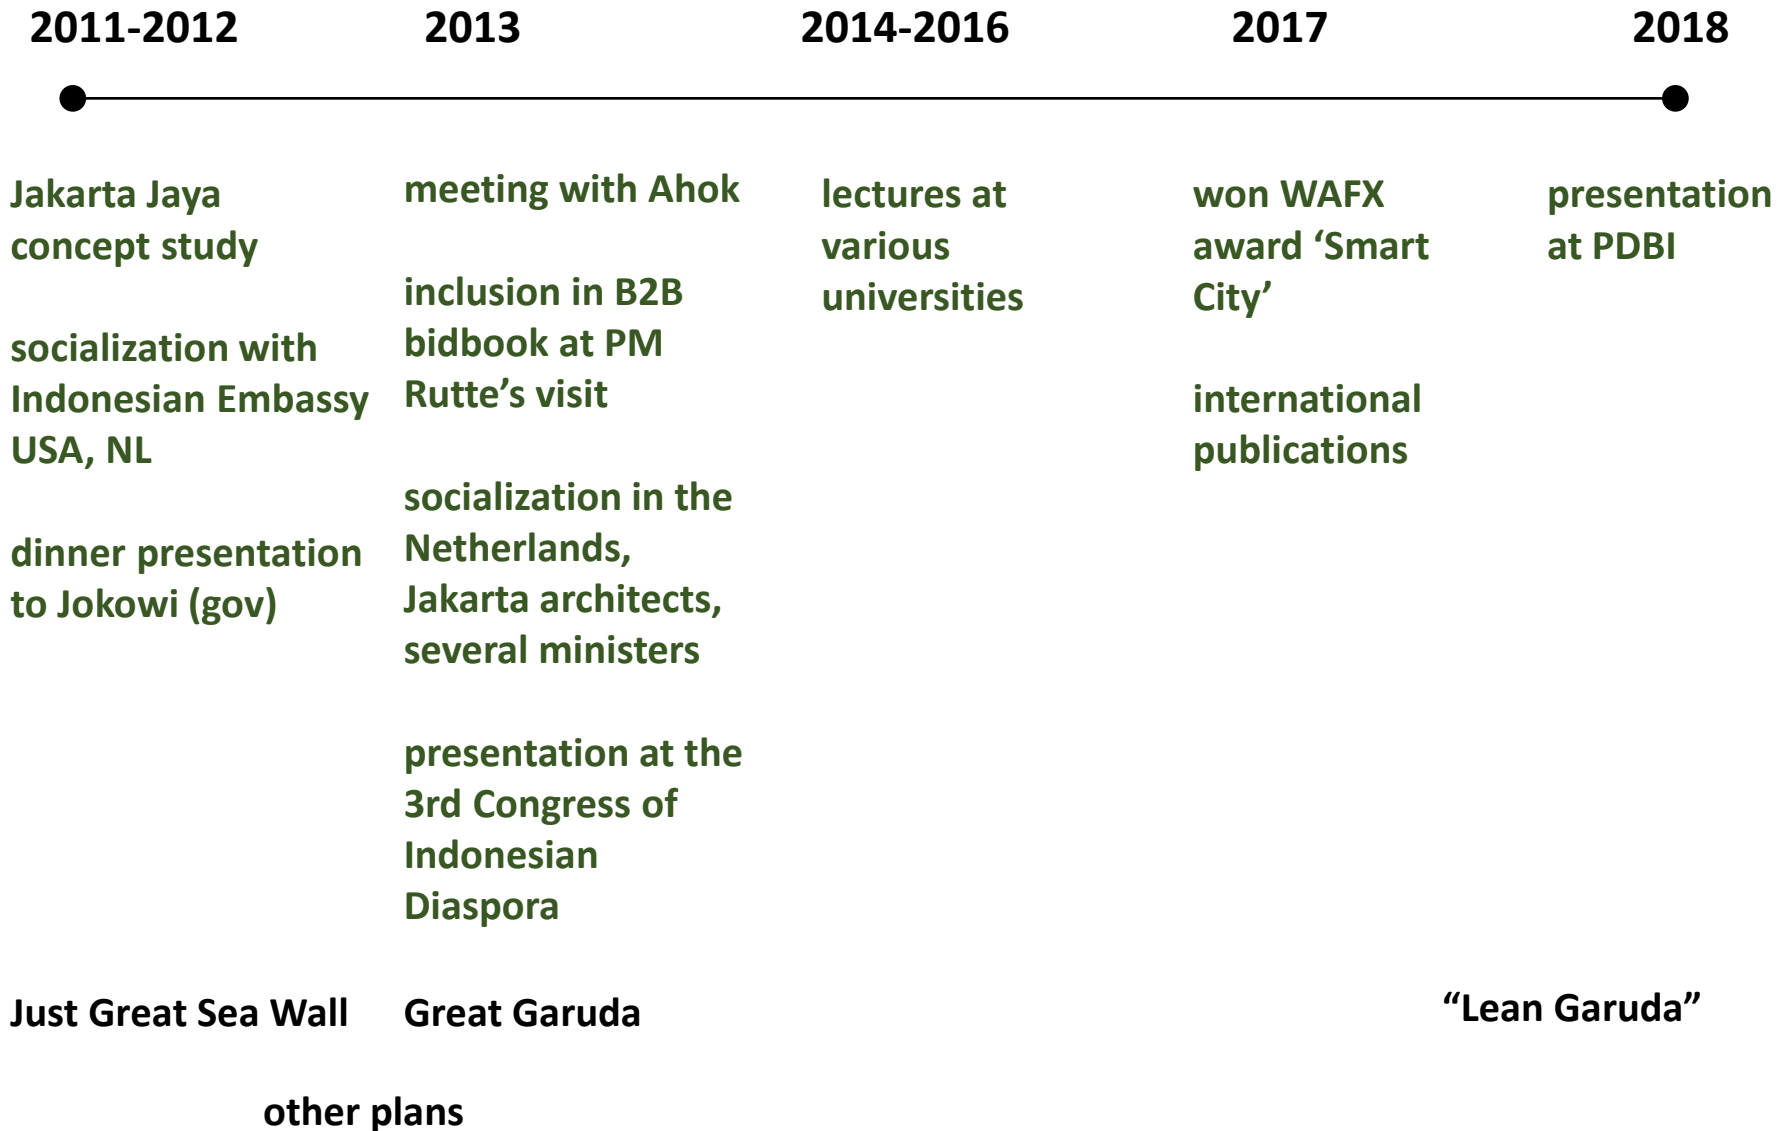 2011-2012 2013 2014-2016 2017 2018
Jakarta Jaya
concept study
socialization with
Indonesian Embassy
USA, NL
dinner presentation
to Jokowi (gov)
meeting with Ahok
inclusion in B2B
bidbook at PM
Rutte’s visit
socialization in the
Netherlands,
Jakarta architects,
several ministers
presentation at the
3rd Congress of
Indonesian
Diaspora
lectures at
various
universities
won WAFX
award ‘Smart
City’
international
publications
presentation
at PDBI
Just Great Sea Wall
Great Garuda
“Lean Garuda”
other plans